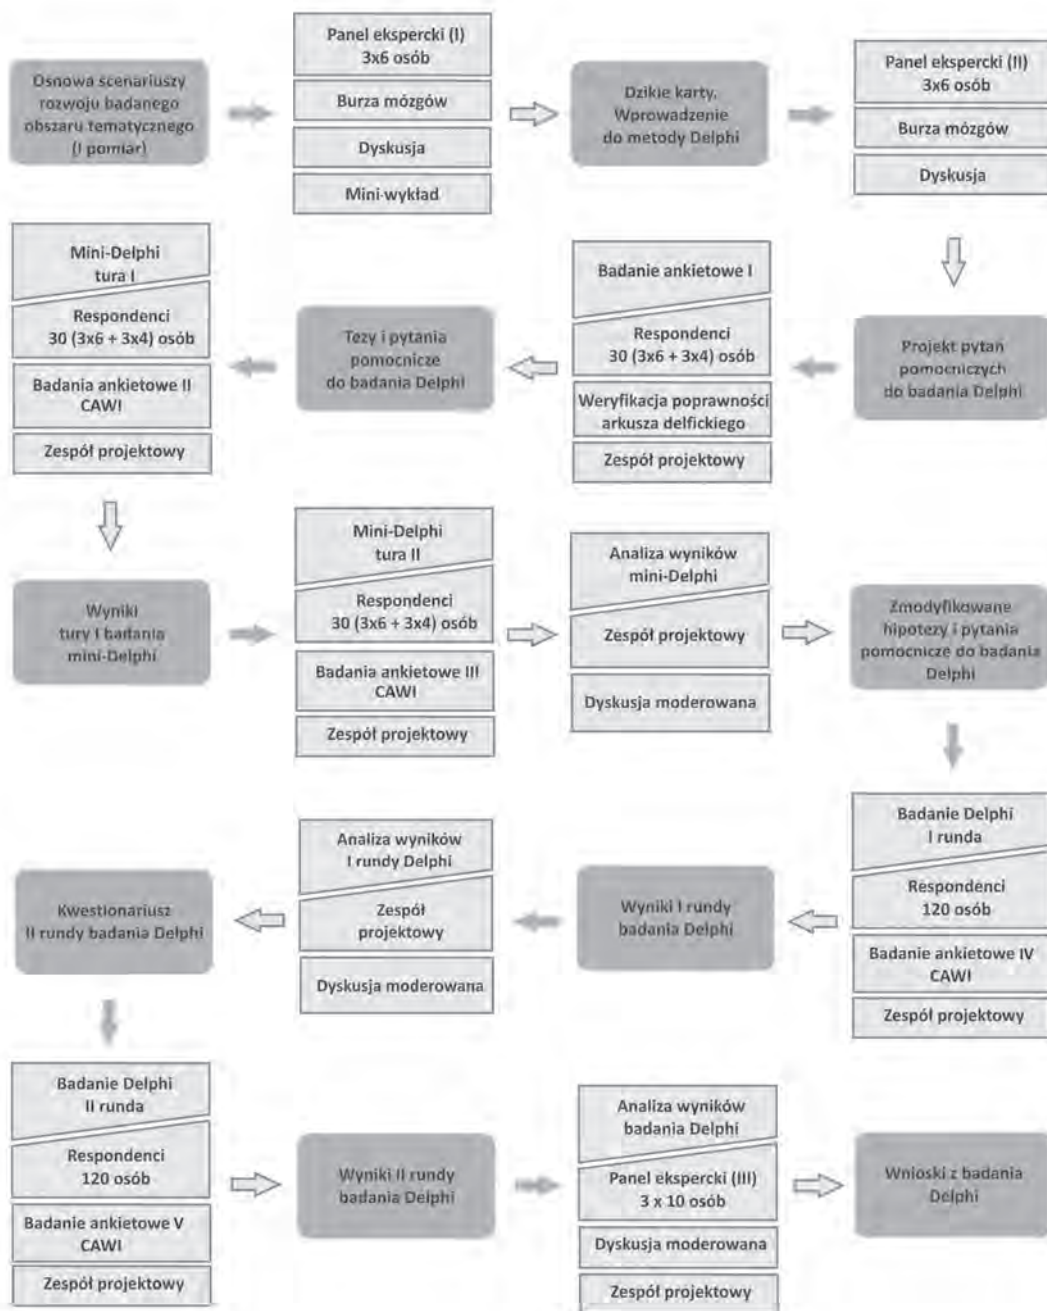 Osnowa scenariuszy
rozwoju badanego
obszaru tematycznego
(I pomiar)
Panel ekspercki (I)
3x6 osób
Burza mózgów
Dyskusja
Mini-wykład
Dzikie karty.
Wprowadzenie
do metody Delphi
Panel ekspercki (II)
3x6 osób
Burza mózgów
Dyskusja
Projekt pytań
pomocniczych
do badania Delphi
Badanie ankietowe I
Respondenci
30 (3x6 + 3x4) osób
Weryfikacja poprawności
arkusza delfickiego
Zespół projektowy
Tezy i pytania
pomocnicze
do badania Delphi
Mini-Delphi
tura I
Respondenci
30 (3x6 + 3x4) osób
Badania ankietowe II
CAWI
Zespół projektowy
Wyniki
tury I badania
mini-Delphi
Mini-Delphi
tura II
Respondenci
30 (3x6 + 3x4) osób
Badania ankietowe III
CAWI
Zespół projektowy
Analiza wyników
mini-Delphi
Zespół projektowy
Dyskusja moderowana
Zmodyfikowane
hipotezy i pytania
pomocnicze do badania
Delphi
Badanie Delphi
I runda
Respondenci
120 osób
Badanie ankietowe IV
CAWI
Zespół projektowy
Wyniki I rundy
badania Delphi
Analiza wyników
I rundy Delphi
Zespół
projektowy
Dyskusja moderowana
Kwestionariusz
II rundy badania Delphi
Badanie Delphi
II runda
Respondenci
120 osób
Badanie ankietowe V
CAWI
Zespół projektowy
Wyniki II rundy
badania Delphi
Analiza wyników
badania Delphi
Panel ekspercki (III)
3 x 10 osób
Dyskusja moderowana
Zespół projektowy
Wnioski z badania
Delphi